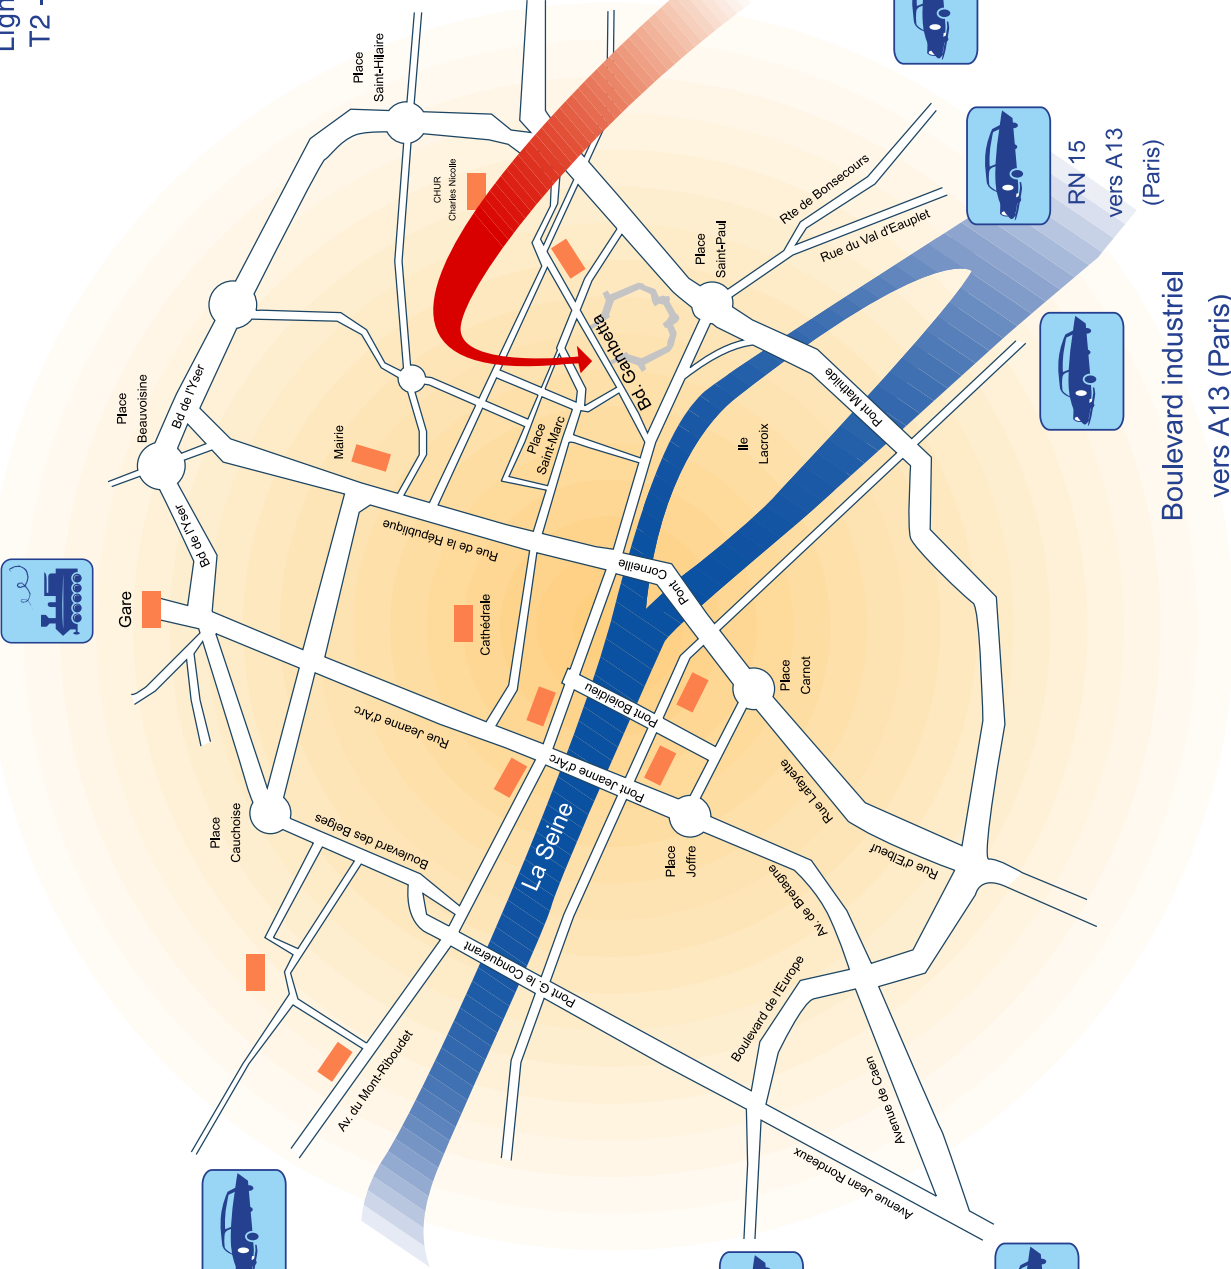 Lign
T2 -
Place
Saint-Hilaire
CHUR
Charles Nicolle
RN 15
vers A13
(Paris)
Rte de Bonsecours
Rue du Val d'Eauplet
Place
Saint-Paul
Boulevard industriel
vers A13 (Paris)
Bd. Gambetta
Place
Beauvoisine
Bd de l'Yser
Mairie
Place
Saint-Marc
Ile
Lacroix
Pont Mathilde
Bd de l'Yser
Rue de la République
Pont Corneille
Gare
Cathédrale
Place
Carnot
Pont Boieldieu
Rue Jeanne d'Arc
Pont Jeanne d'Arc
Rue Lafayette
Place
Cauchoise
Boulevard des Belges
La Seine
Place
Joffre
Rue d'Elbeuf
Av. de Bretagne
Pont G. le Conquérant
Boulevard de l'Europe
Av. du Mont-Riboudet
Avenue de Caen
Avenue Jean Rondeaux